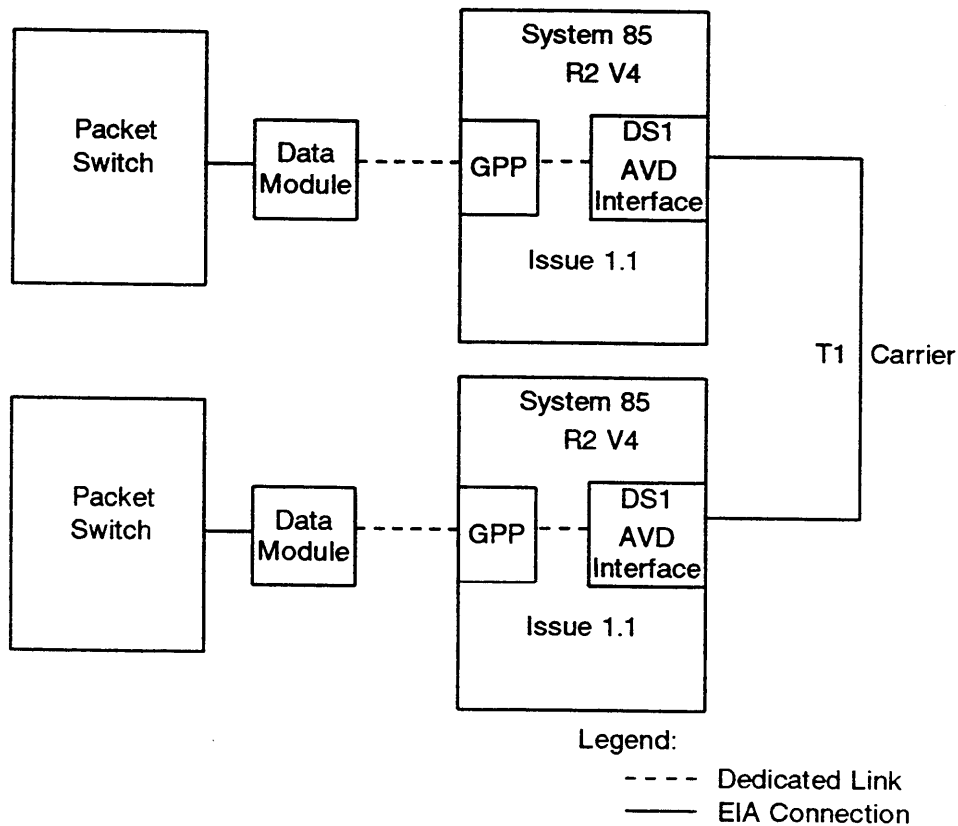 System 85
R2 V4
Packet
Switch
Data
Module
GPP
DS1
AVD
Interface
Issue 1.1
T1 Carrier
System 85
R2 V4
Packet
Switch
Data
Module
GPP
DS1
AVD
Interface
Issue 1.1
Legend:
Dedicated Link
EIA Connection